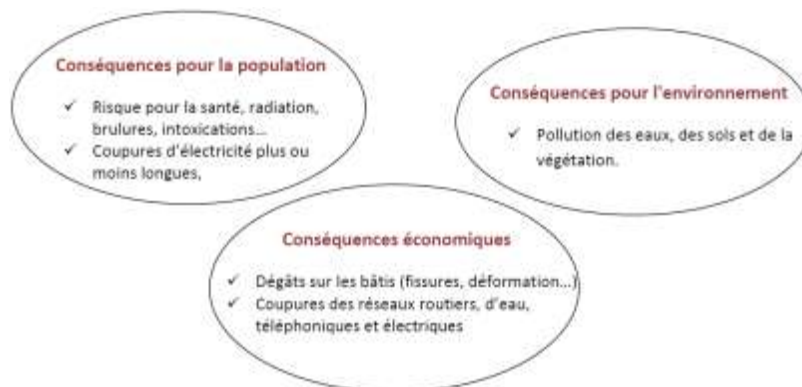 Conséquences pour la population
✓ Risque pour la santé, radiation,
brulures, intoxications...
✓ Coupures d'électricité plus ou
moins longues,
Conséquences pour l'environnement
✓ Pollution des eaux, des sols et de la
végétation.
Conséquences économiques
✓ Dégâts sur les bâtis (fissures, déformation...)
✓ Coupures des réseaux routiers, d'eau,
téléphoniques et électriques